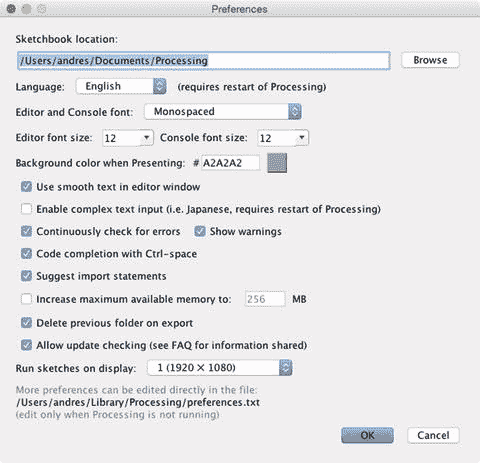 Preferences
Sketchbook location:
/Users/andres/Documents/Processing Browse
Language: English (requires restart of Processing)
Editor and Console font: Monospaced
Editor font size: 12 Console font size: 12
Background color when Presenting: # A2A2A2
Use smooth text in editor window
Enable complex text input (i.e. Japanese, requires restart of Processing)
Continuously check for errors Show warnings
Code completion with Ctrl-space
Suggest import statements
Increase maximum available memory to: 256 MB
Delete previous folder on export
Allow update checking (see FAQ for information shared)
Run sketches on display: 1 (1920 × 1080)
More preferences can be edited directly in the file:
/Users/andres/Library/Processing/preferences.txt
(edit only when Processing is not running)
OK Cancel